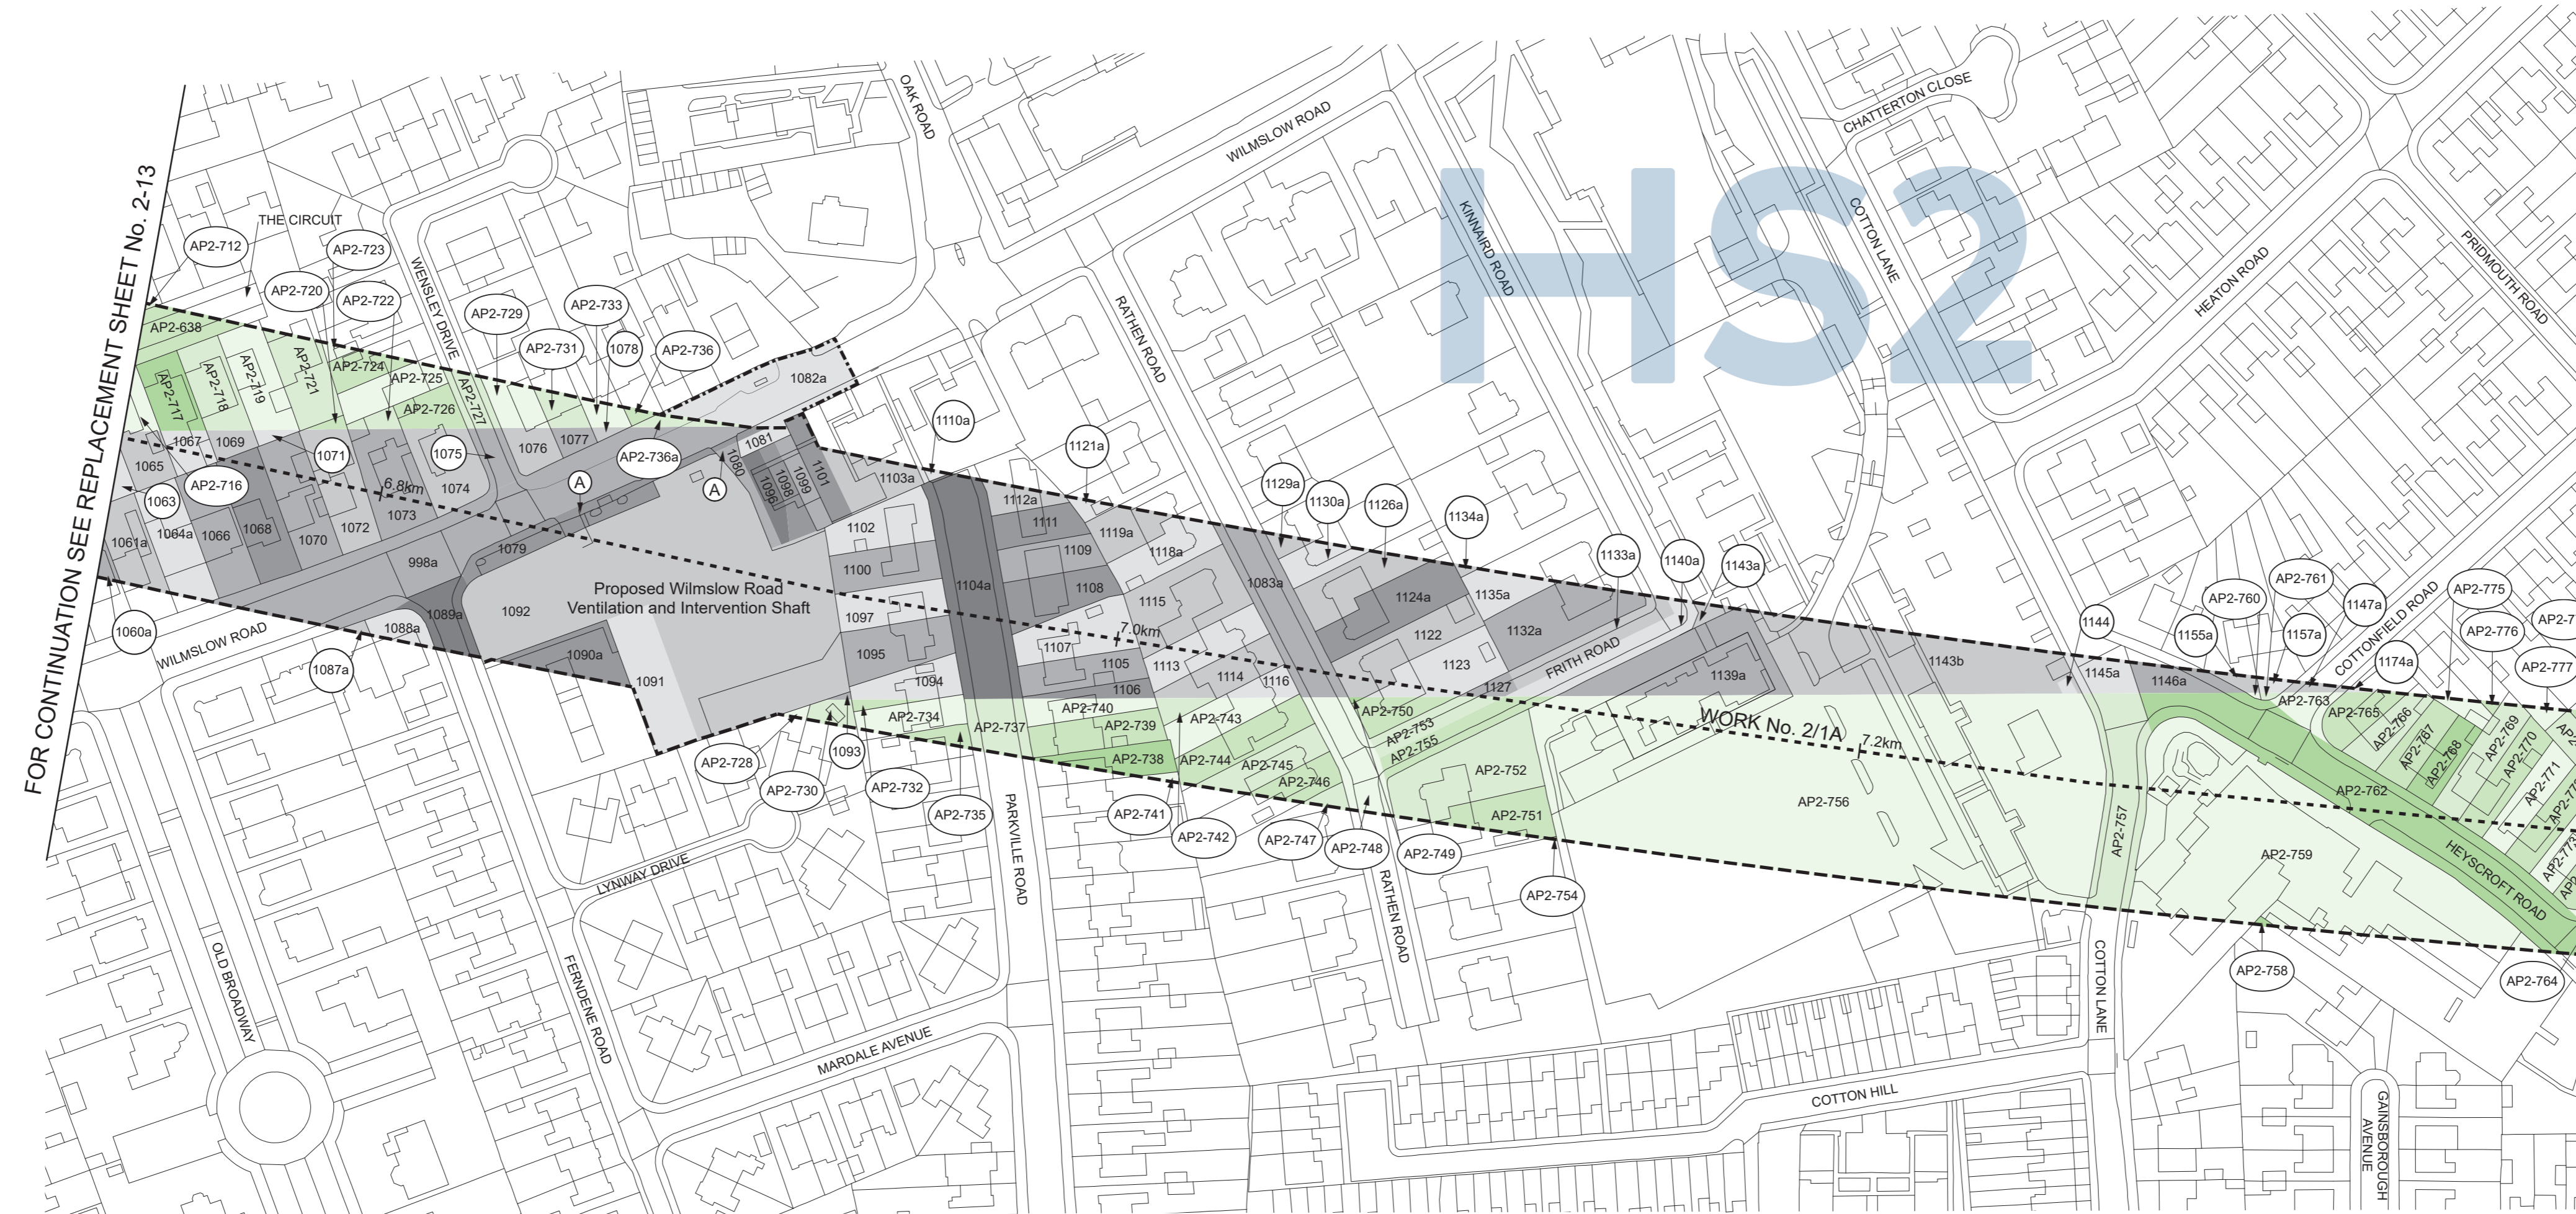 FOR CONTINUATION SEE REPLACEMENT SHEET No. 2-13
HS2
OAK ROAD
WILMSLOW ROAD
CHATTERTON CLOSE
KINNAIRD ROAD
COTTON LANE
HEATON ROAD
PRIDMOUTH ROAD
THE CIRCUIT
AP2-712
AP2-723
AP2-720
AP2-722
WENSLEY DRIVE
AP2-729
AP2-733
AP2-731
1078
AP2-736
RATHEN ROAD
AP2-638
AP2-717
AP2-718
AP2-719
AP2-721
AP2-724
AP2-725
AP2-726
AP2-727
1082a
1110a
1121a
1067
1069
1071
1075
1076
1077
AP2-736a
1081
1080
1096
1098
1099
1101
1103a
1065
AP2-716
1063
6.8km
1074
A
A
1073
1072
1061a
1064a
1066
1068
1070
1112a
1111
1119a
1118a
1129a
1130a
1126a
1134a
1079
998a
1102
1109
1100
1108
1104a
1083a
1133a
1140a
1143a
Proposed Wilmslow Road
Ventilation and Intervention Shaft
1092
1089a
1097
1115
1124a
1135a
1132a
1060a
WILMSLOW ROAD
1088a
1087a
1090a
1091
1095
1094
7.0km
1107
1105
1106
1113
1114
1116
1122
1123
1127
FRITH ROAD
1139a
1143b
1144
1145a
1146a
1155a
AP2-760
AP2-761
1157a
1147a
COTTONFIELD ROAD
1174a
AP2-775
AP2-776
AP2-777
AP2-728
AP2-730
1093
AP2-732
AP2-734
AP2-735
AP2-737
AP2-740
AP2-739
AP2-738
AP2-743
AP2-744
AP2-745
AP2-746
AP2-750
AP2-753
AP2-755
AP2-752
AP2-751
WORK No. 2/1A
7.2km
AP2-756
AP2-757
AP2-763
AP2-765
AP2-766
AP2-767
AP2-768
AP2-769
AP2-770
AP2-771
AP2-773
AP2-762
AP2-759
HEYSCROFT ROAD
AP2-741
AP2-742
AP2-747
AP2-748
AP2-749
AP2-754
AP2-758
AP2-764
LYNWAY DRIVE
PARKVILLE ROAD
RATHEN ROAD
OLD BROADWAY
FERNDENE ROAD
MARDALE AVENUE
COTTON LANE
COTTON HILL
GAINSBOROUGH
AVENUE